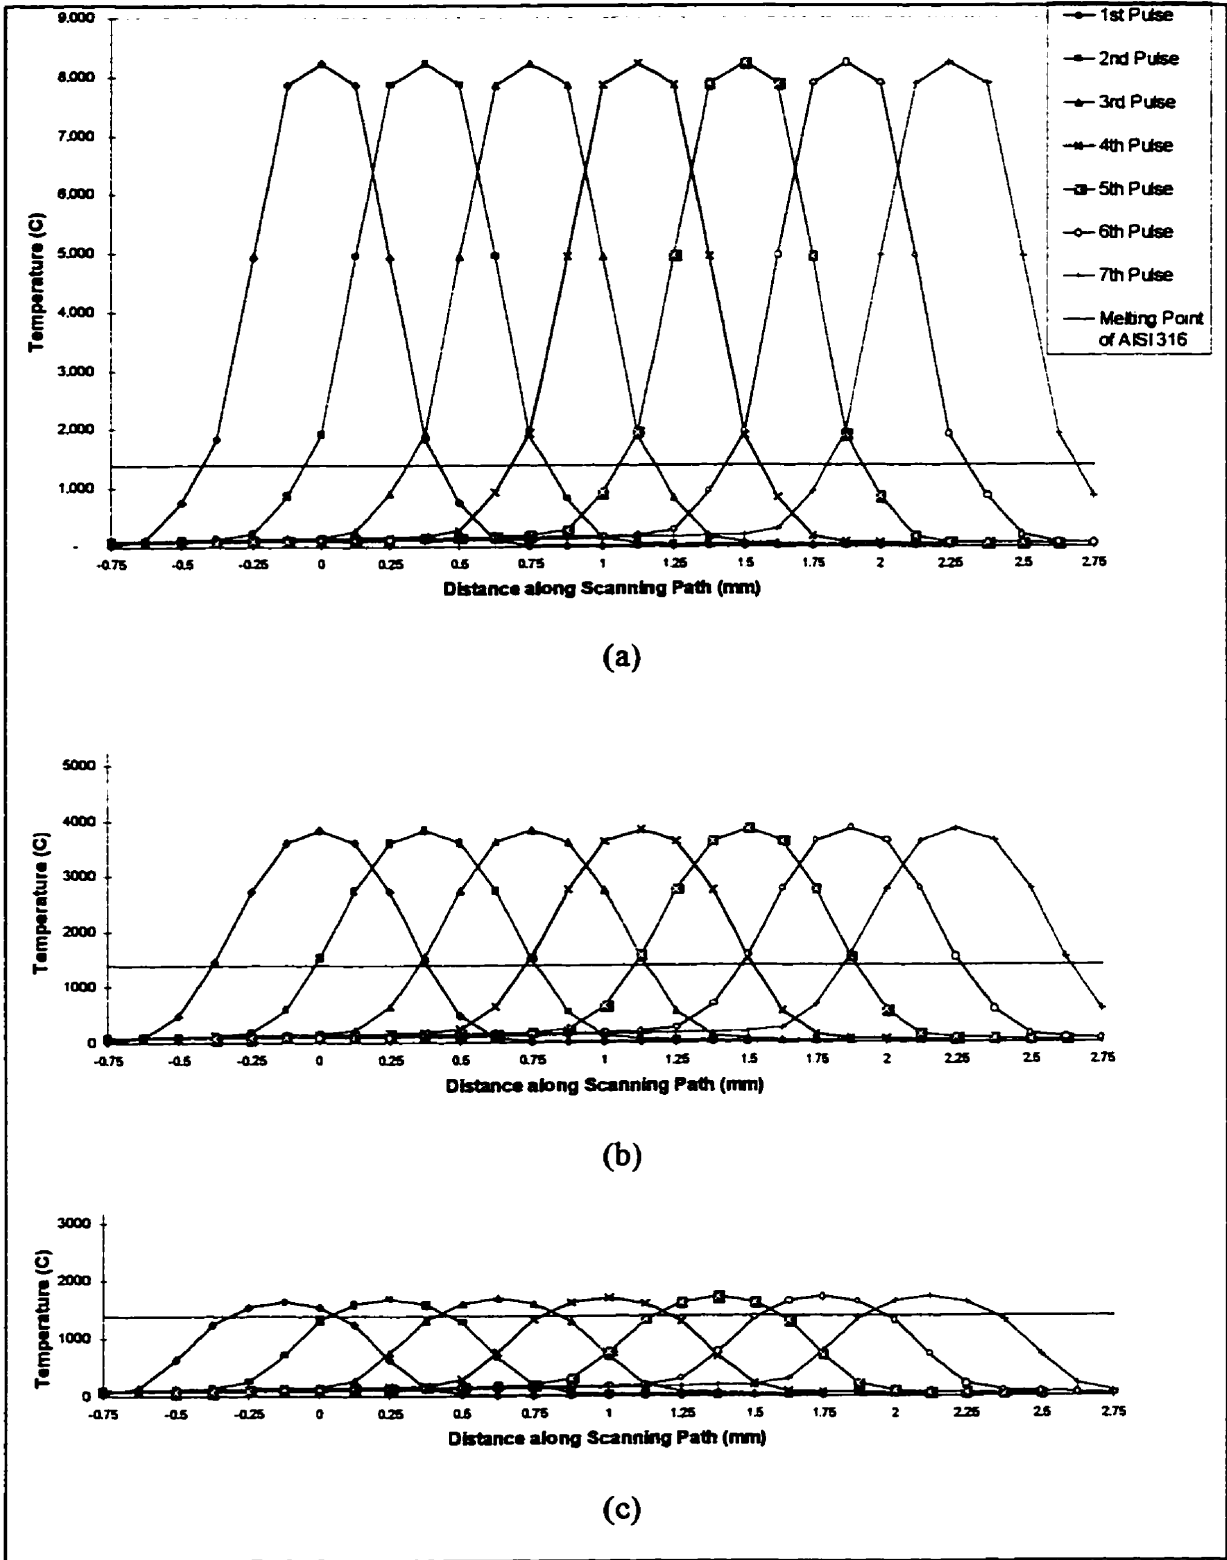 9.000
8.000
7.000
6.000
5.000
4.000
3.000
2.000
1.000
-
Temperature (C)
-0.75 -0.5 -0.25 0 0.25 0.5 0.75 1 1.25 1.5 1.75 2 2.25 2.5 2.75
Distance along Scanning Path (mm)
1st Pulse
2nd Pulse
3rd Pulse
4th Pulse
5th Pulse
6th Pulse
7th Pulse
Melting Point
of AISI 316
(a)
5000
4000
3000
2000
1000
0
Temperature (C)
-0.75 -0.5 -0.25 0 0.25 0.5 0.75 1 1.25 1.5 1.75 2 2.25 2.5 2.75
Distance along Scanning Path (mm)
(b)
3000
2000
1000
0
Temperature (C)
-0.75 -0.5 -0.25 0 0.25 0.5 0.75 1 1.25 1.5 1.75 2 2.25 2.5 2.75
Distance along Scanning Path (mm)
(c)